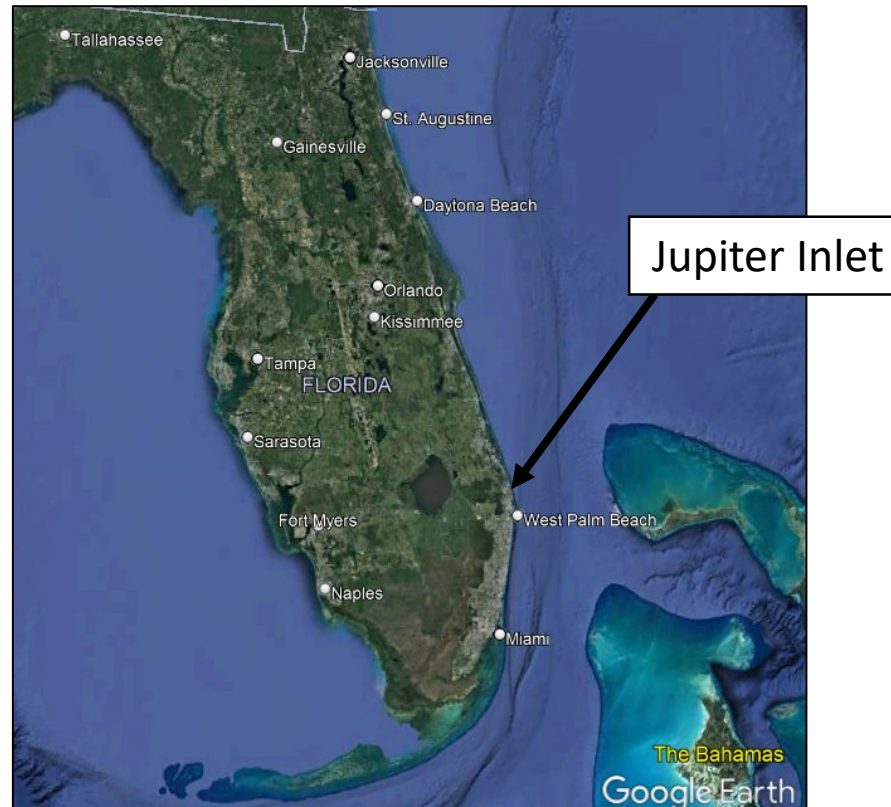 Tallahassee
Jacksonville
St. Augustine
Gainesville
Daytona Beach
Jupiter Inlet
Orlando
Kissimmee
Tampa
FLORIDA
Sarasota
Fort Myers
West Palm Beach
Naples
Miami
The Bahamas
Google Earth